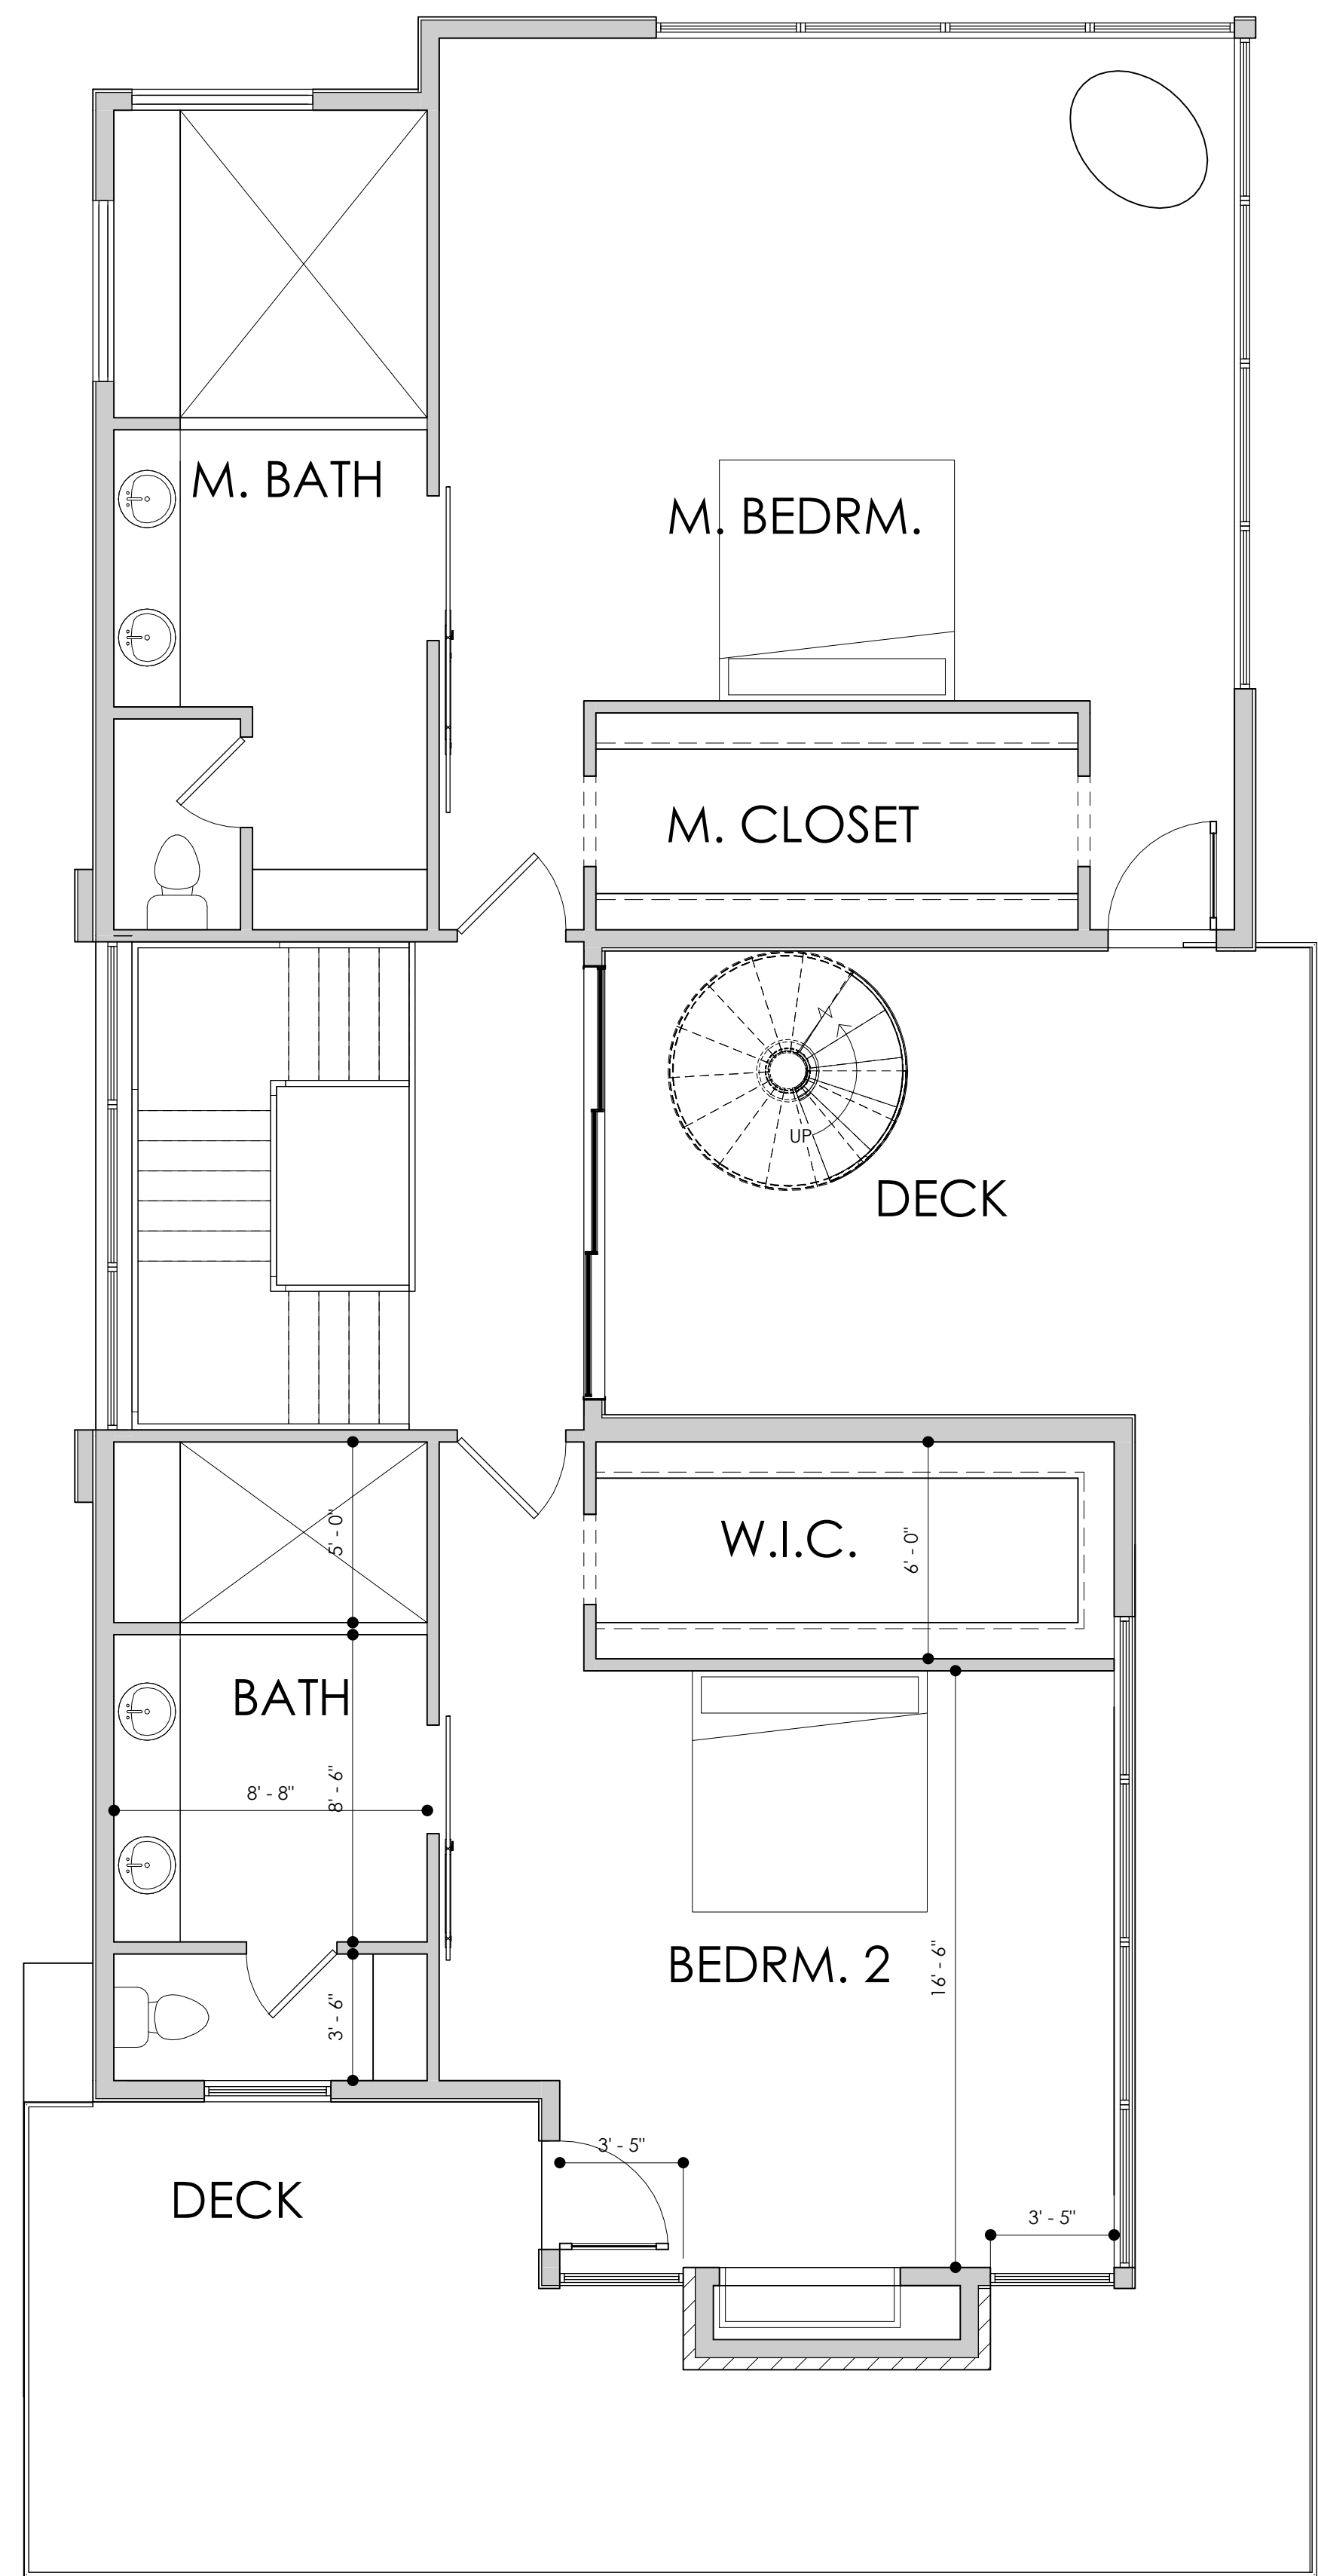 M. BATH
M. BEDRM.
M. CLOSET
UP
DECK
5' - 0"
W.I.C.
6' - 0"
BATH
8' - 8"
8' - 6"
BEDRM. 2
16' - 6"
3' - 6"
3' - 5"
DECK
3' - 5"